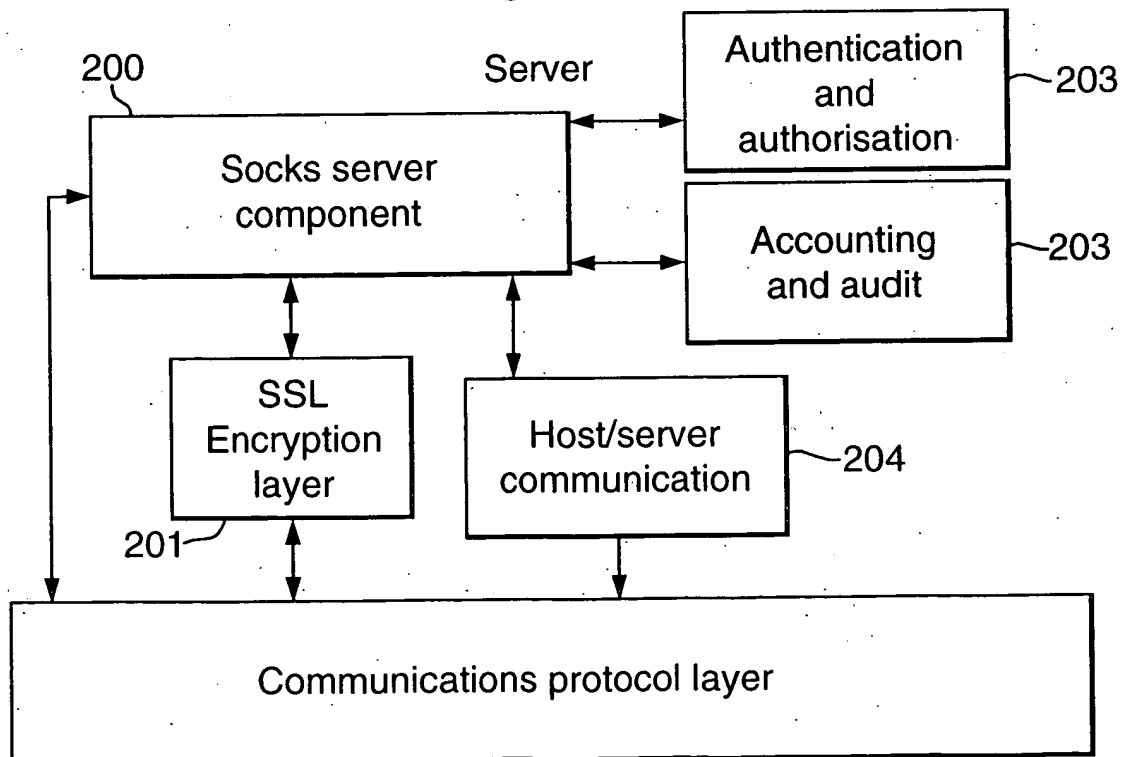 200
Server
Authentication
and
authorisation
203
Socks server
component
Accounting
and audit
203
SSL
Encryption
layer
201
Host/server
communication
204
Communications protocol layer